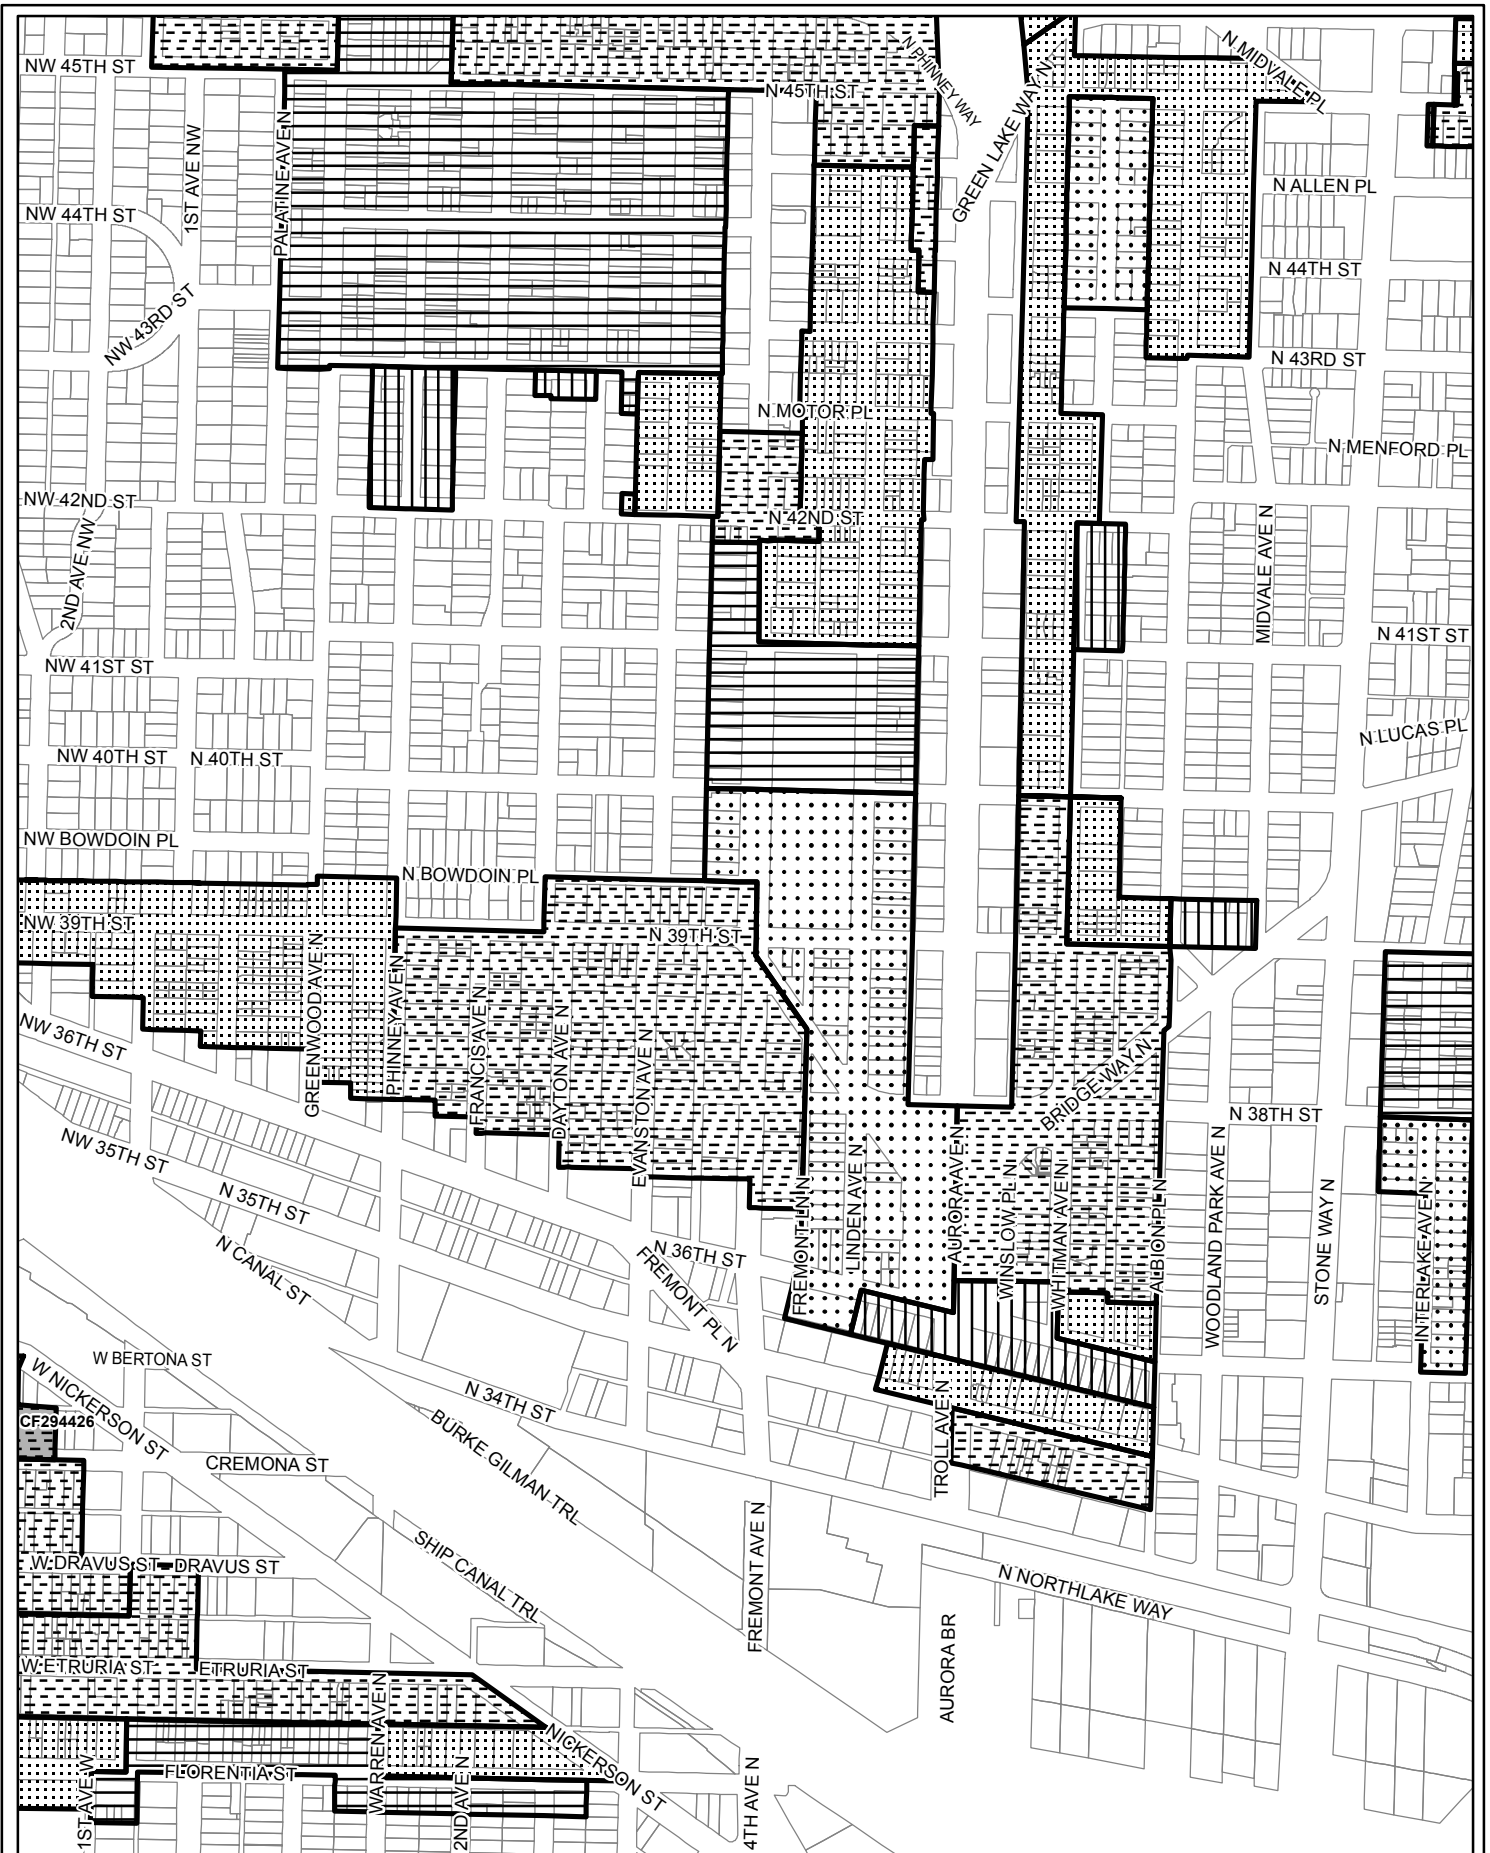 NW 45TH ST
N PHINNEY WAY
N MIDVALE PL
N 45TH ST
GREEN LAKE WAY N
1ST AVE NW
PALATINE AVE N
N ALLEN PL
NW 44TH ST
N 44TH ST
NW 43RD ST
N 43RD ST
N MOTOR PL
N MENFORD PL
NW 42ND ST
N 42ND ST
2ND AVE NW
MIDVALE AVE N
N 41ST ST
NW 41ST ST
N LUCAS PL
NW 40TH ST
N 40TH ST
NW BOWDOIN PL
N BOWDOIN PL
NW 39TH ST
N 39TH ST
GREENWOOD AVE N
PHINNEY AVE N
FRANCIS AVE N
DAYTON AVE N
EVANSTON AVE N
NW 36TH ST
BRIDGE WAY N
N 38TH ST
NW 35TH ST
N 35TH ST
N CANAL ST
N 36TH ST
FREMONT PL N
FREMONT LN N
LINDEN AVE N
AURORA AVE N
WINSLOW PL N
WHITMAN AVE N
ALBION PL N
WOODLAND PARK AVE N
STONE WAY N
INTERLAKE AVE N
W BERTONA ST
W NICKERSON ST
N 34TH ST
CF294426
BURKE GILMAN TRL
TROLL AVE N
CREMONA ST
SHIP CANAL TRL
FREMONT AVE N
W DRAVUS ST
DRAVUS ST
N NORTHLAKE WAY
AURORA BR
W ETRURIA ST
ETRURIA ST
WARREN AVE N
NICKERSON ST
FLORENTIA ST
1ST AVE W
2ND AVE N
4TH AVE N